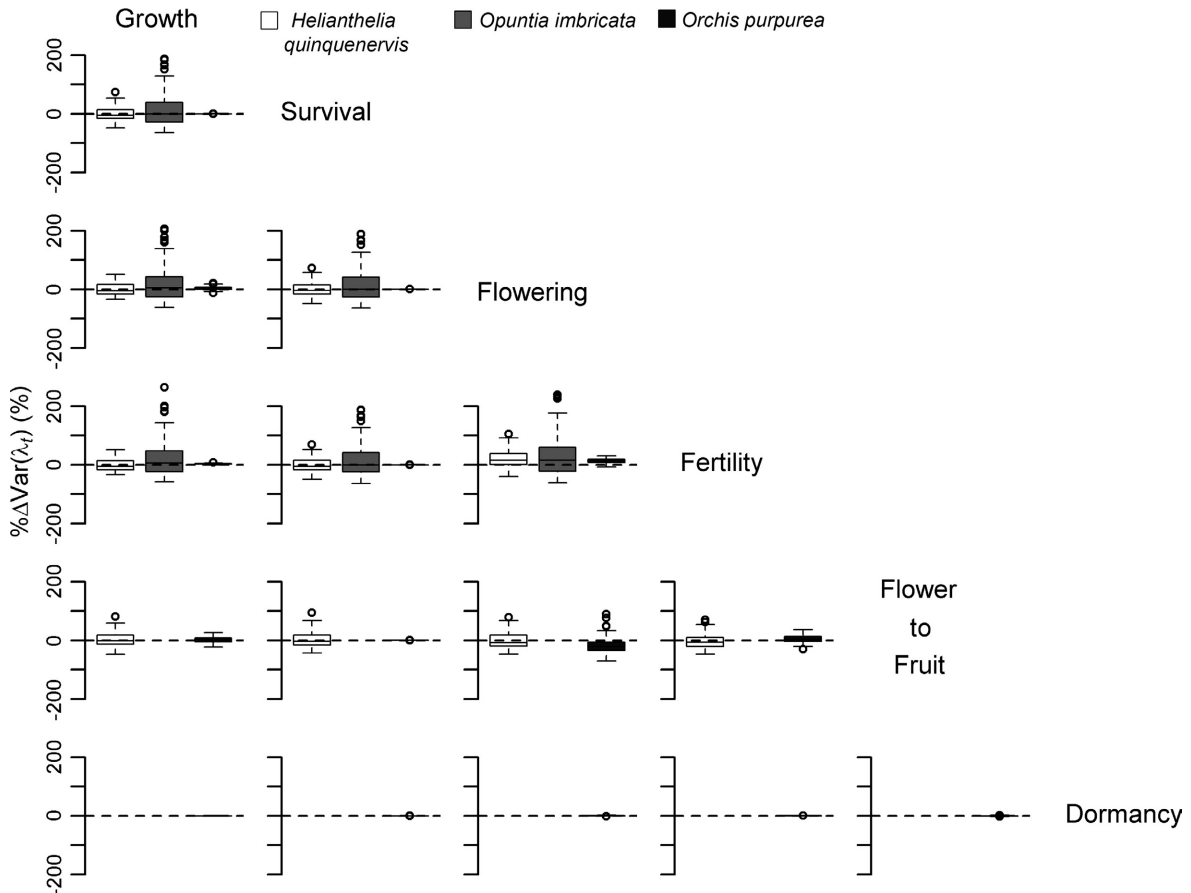 Growth
Helianthelia
quinquenervis
Opuntia imbricata
Orchis purpurea
200
0
-200
Survival
200
0
-200
Flowering
%ΔVar(λt) (%)
200
0
-200
Fertility
200
0
-200
Flower
to
Fruit
200
0
-200
Dormancy